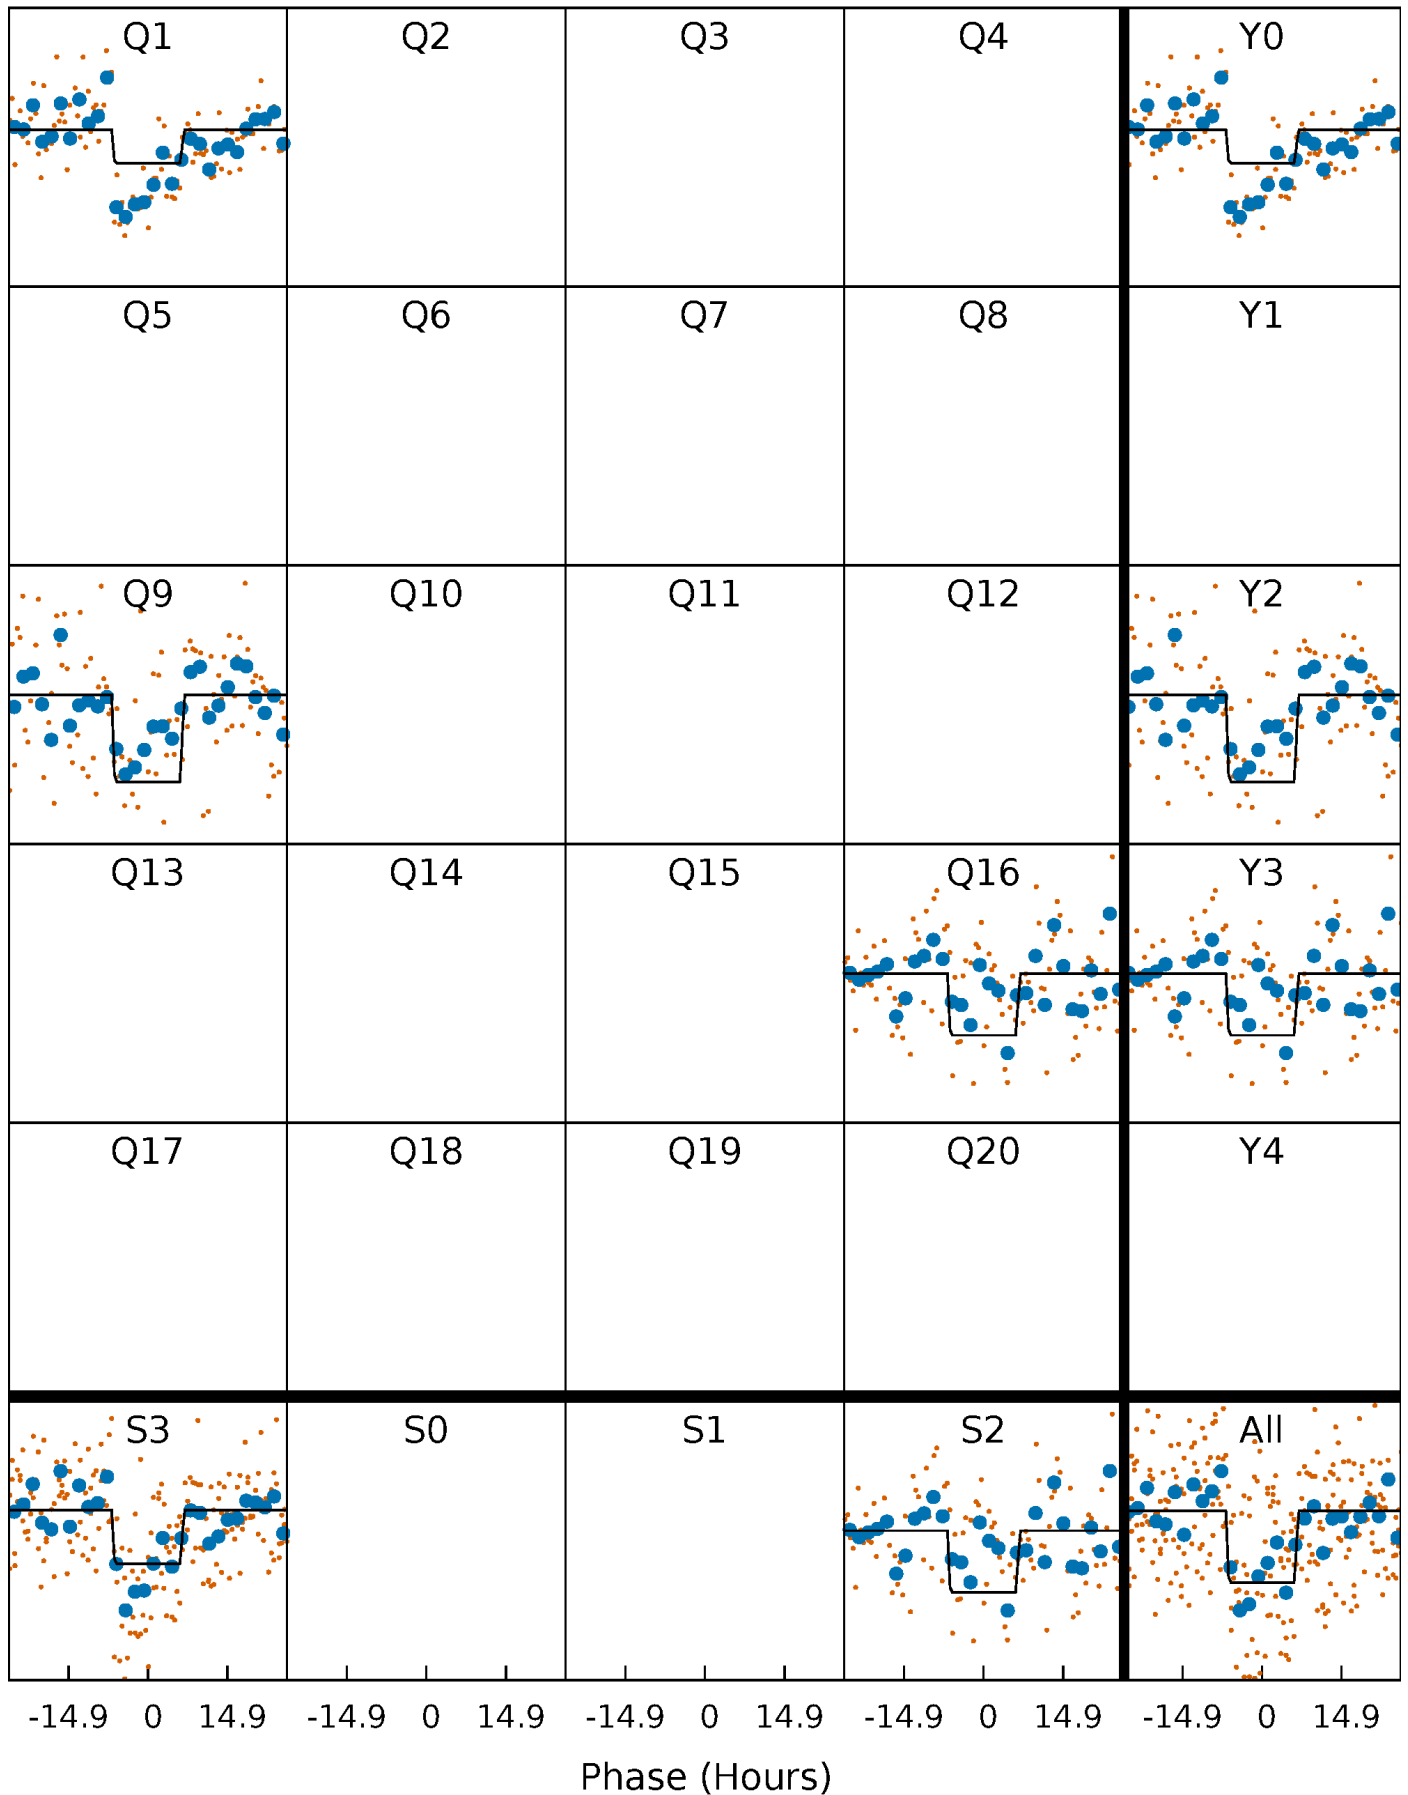 Q1 Q2 Q3 Q4 Y0
Q5 Q6 Q7 Q8 Y1
Q9 Q10 Q11 Q12 Y2
Q13 Q14 Q15 Q16 Y3
Q17 Q18 Q19 Q20 Y4
S3 S0 S1 S2 All
-14.9 0 14.9 -14.9 0 14.9 -14.9 0 14.9 -14.9 0 14.9 -14.9 0 14.9
Phase (Hours)